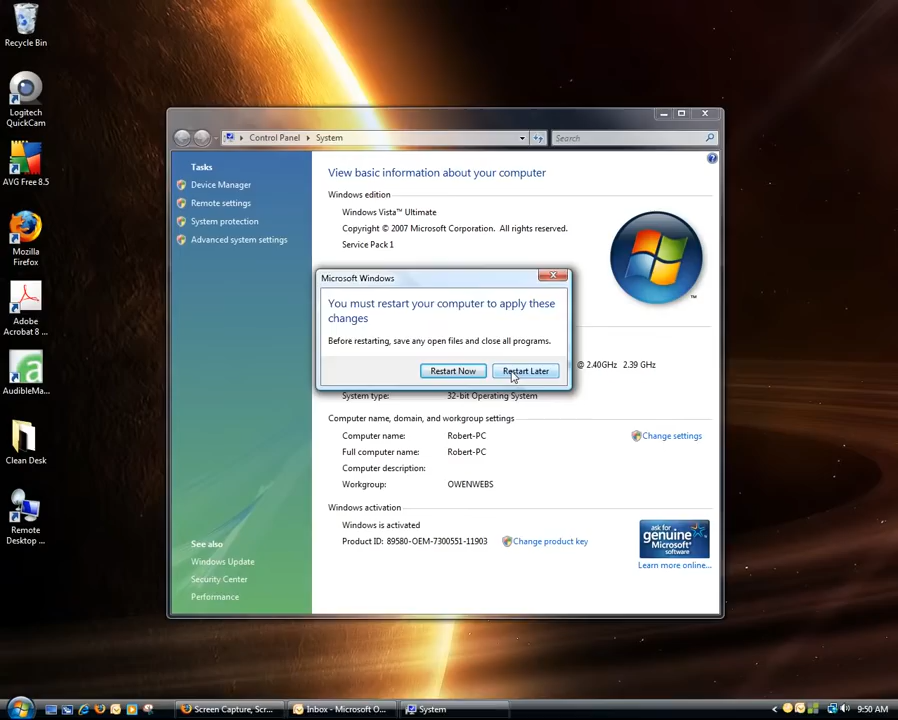 Recycle Bin
Logitech
QuickCam
AVG Free 8.5
Mozilla
Firefox
Adobe
Acrobat 8 ...
AudibleMa...
Clean Desk
Remote
Desktop ...
Control Panel
System
Search
Tasks
Device Manager
Remote settings
System protection
Advanced system settings
See also
Windows Update
Security Center
Performance
View basic information about your computer
Windows edition
Windows Vista™ Ultimate
Copyright © 2007 Microsoft Corporation. All rights reserved.
Service Pack 1
TM
Microsoft Windows
You must restart your computer to apply these
changes
Before restarting, save any open files and close all programs.
Restart Now
Restart Later
@ 2.40GHz 2.39 GHz
System type: 32-bit Operating System
Computer name, domain, and workgroup settings
Computer name: Robert-PC
Change settings
Full computer name: Robert-PC
Computer description:
Workgroup: OWENWEBS
Windows activation
Windows is activated
Product ID: 89580-OEM-7300551-11903
Change product key
ask for
genuine
Microsoft®
software
Learn more online...
Screen Capture, Scr...
Inbox - Microsoft O...
System
9:50 AM